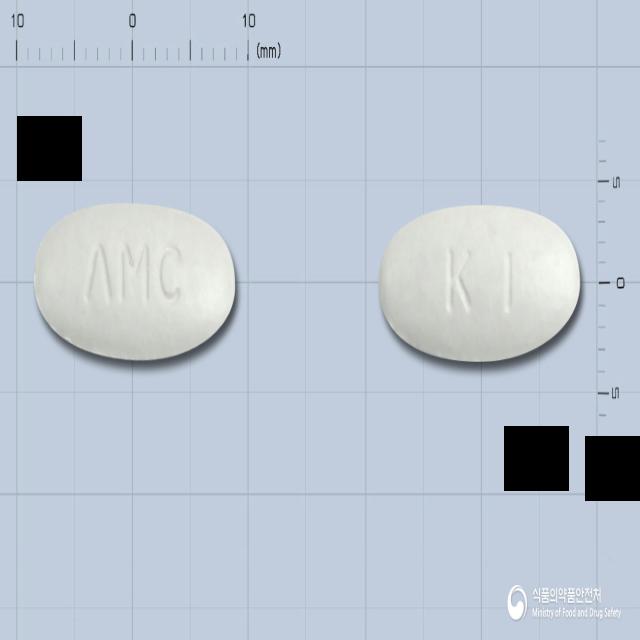 10 0 10
(mm)
AMC
K I
5
0
5
식품의약품안전처
Ministry of Food and Drug Safety